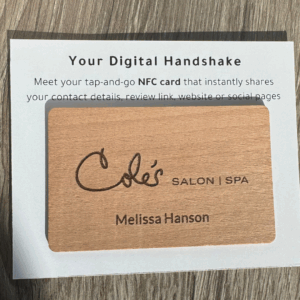 Your Digital Handshake
Meet your tap-and-go NFC card that instantly shares
your contact details, review link, website or social pages
Cole's SALON | SPA
Melissa Hanson